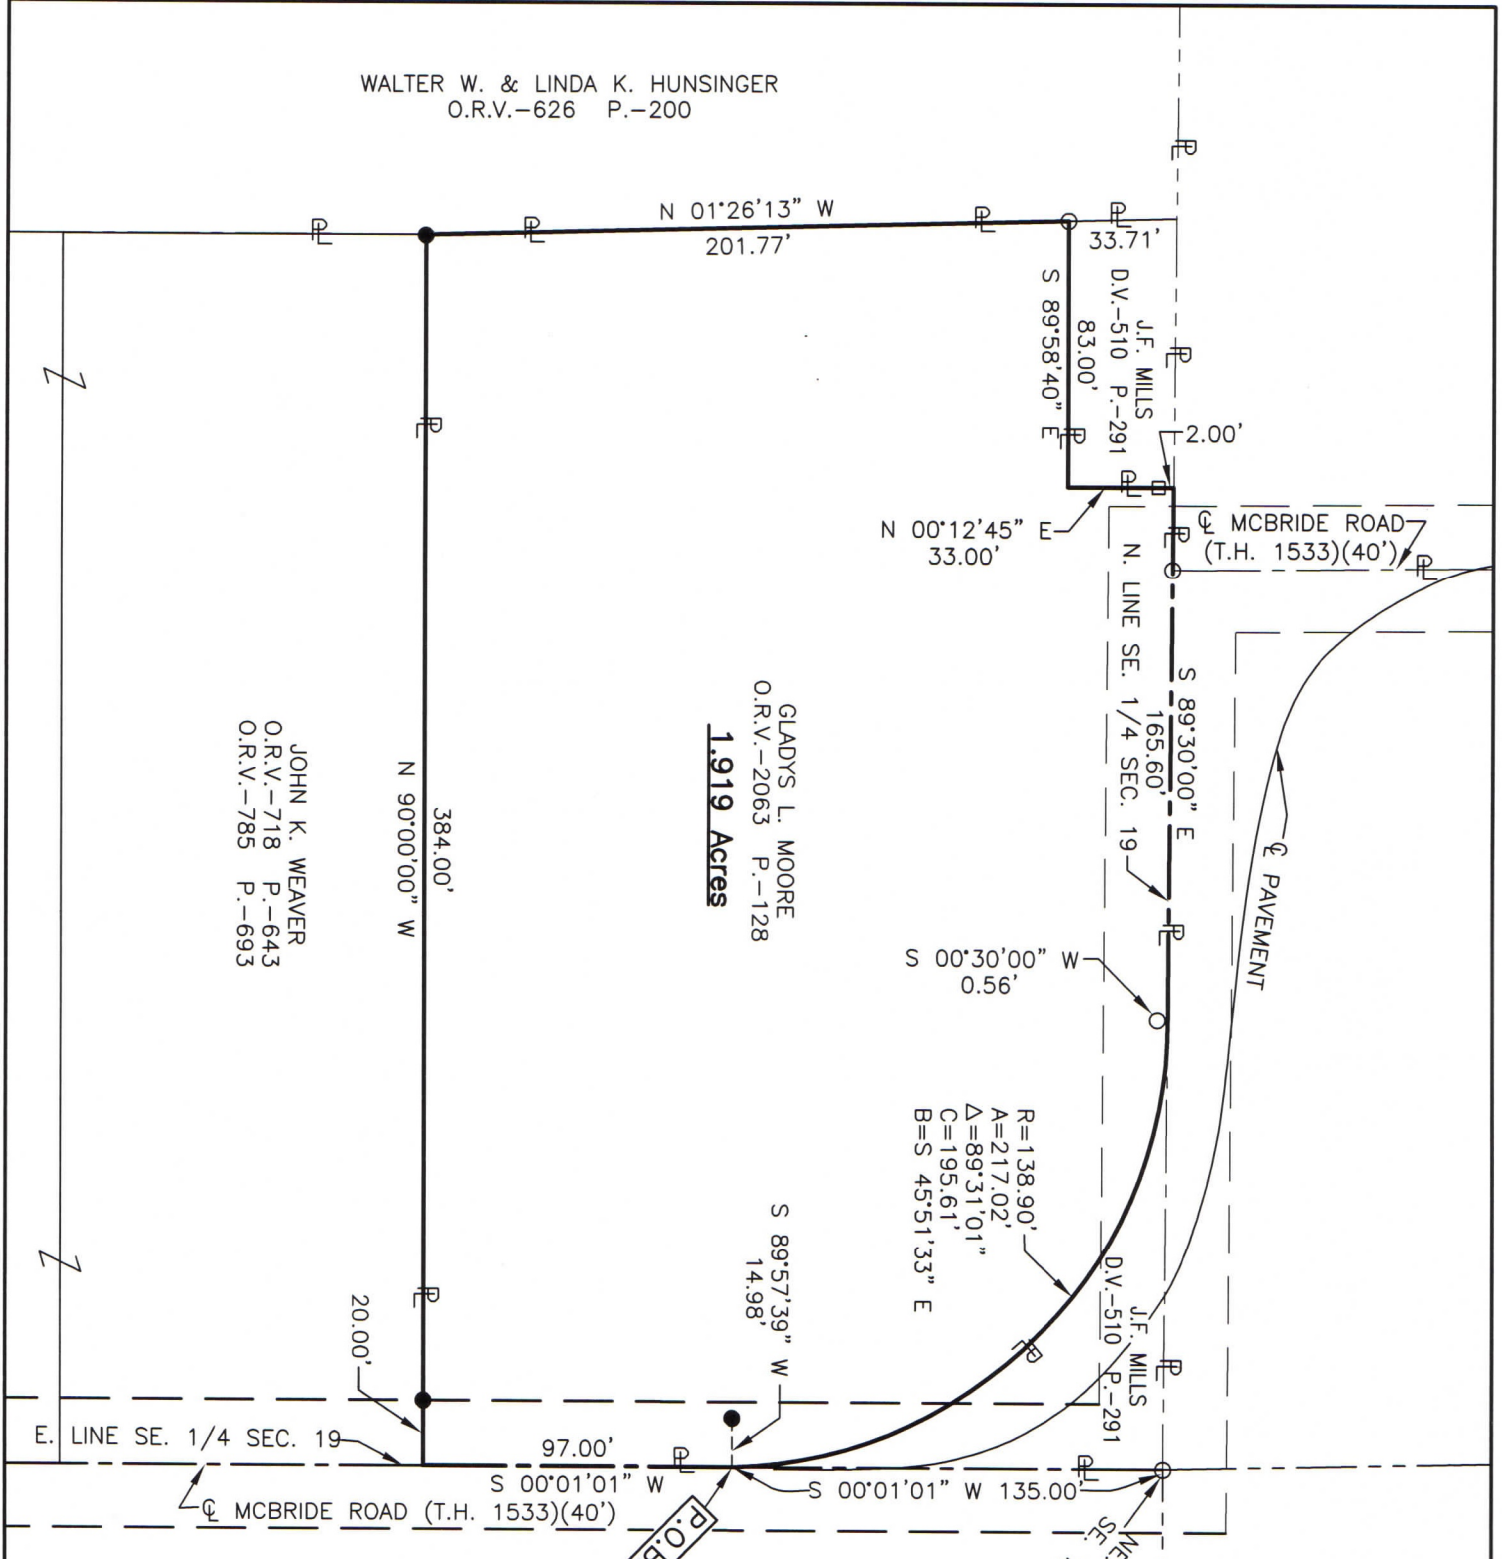 WALTER W. & LINDA K. HUNSINGER
O.R.V.-626 P.-200
N 01°26'13" W
201.77'
33.71'
S 89°58'40" E
83.00'
D.V.-510 P.-291
J.F. MILLS
2.00'
N 00°12'45" E
33.00'
℄ MCBRIDE ROAD
(T.H. 1533)(40')
N. LINE SE. 1/4 SEC. 19
S 89°30'00" E
165.60'
℄ PAVEMENT
GLADYS L. MOORE
O.R.V.-2063 P.-128
1.919 Acres
384.00'
N 90°00'00" W
JOHN K. WEAVER
O.R.V.-718 P.-643
O.R.V.-785 P.-693
S 00°30'00" W
0.56'
R=138.90'
A=217.02'
Δ=89°31'01"
C=195.61'
B=S 45°51'33" E
S 89°57'39" W
14.98'
J.F. MILLS
D.V.-510 P.-291
20.00'
E. LINE SE. 1/4 SEC. 19
97.00'
S 00°01'01" W
S 00°01'01" W 135.00'
℄ MCBRIDE ROAD (T.H. 1533)(40')
P.O.B
NE.
SE.